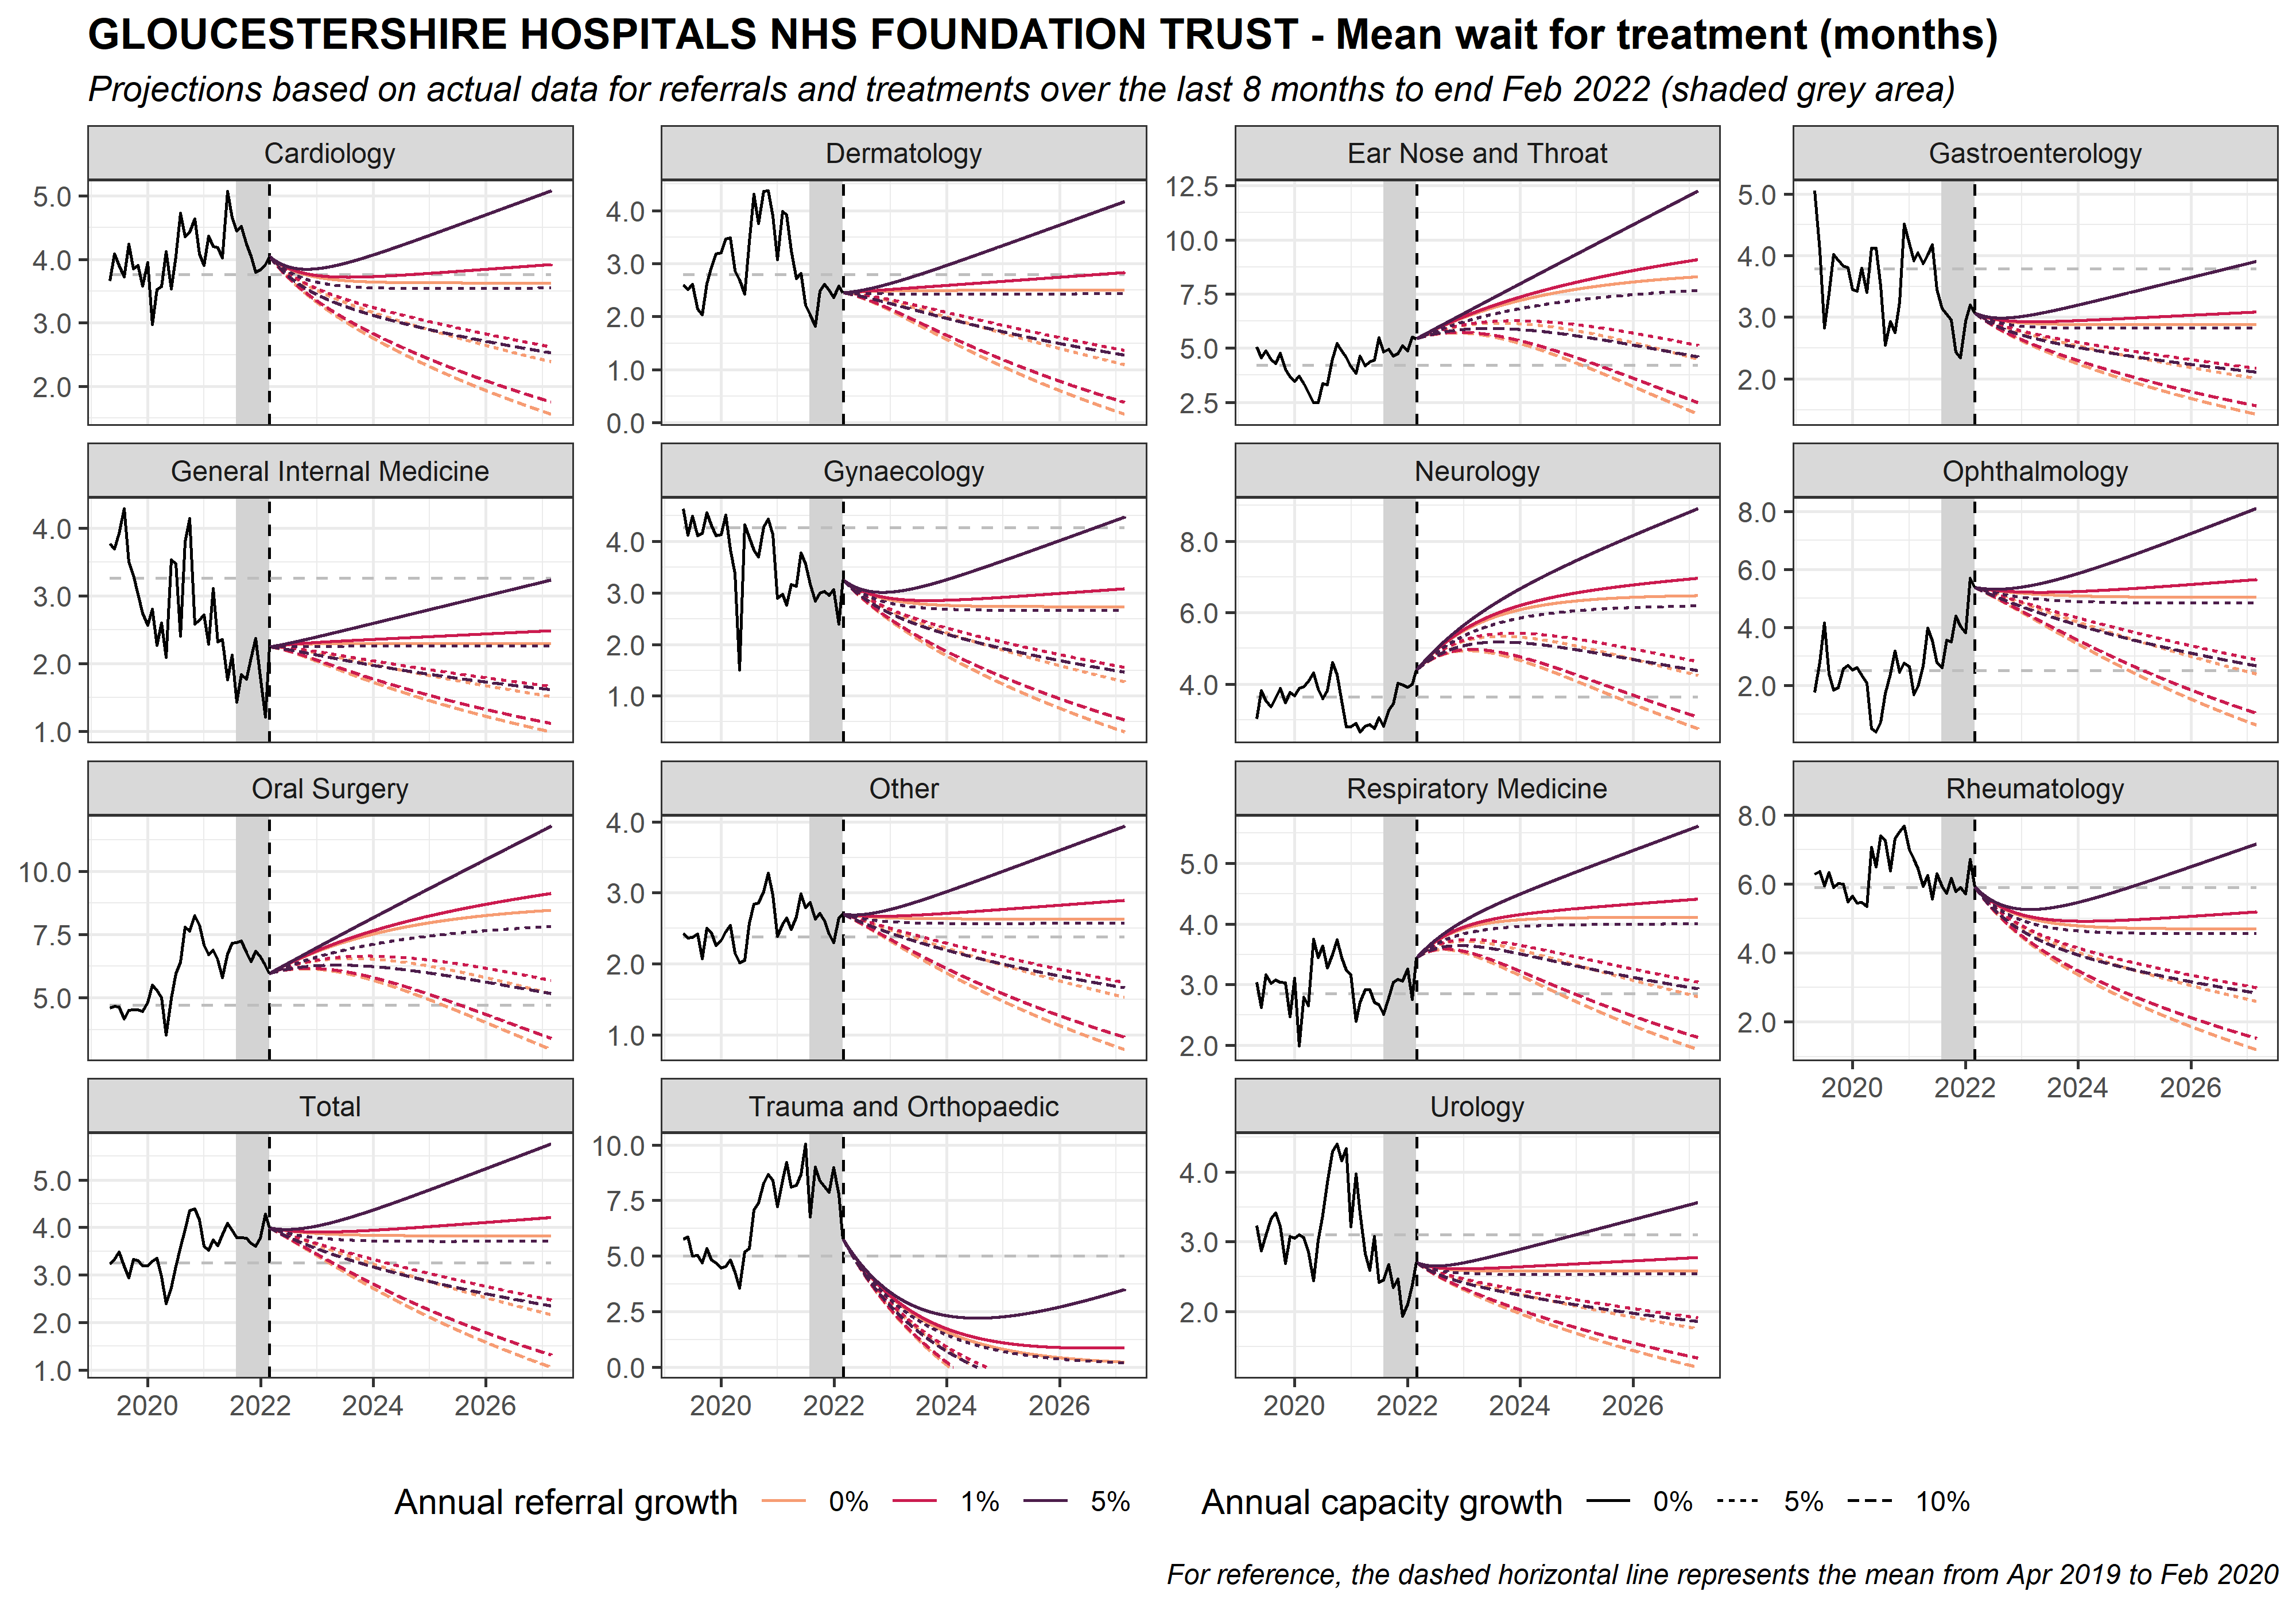 GLOUCESTERSHIRE HOSPITALS NHS FOUNDATION TRUST - Mean wait for treatment (months)
Projections based on actual data for referrals and treatments over the last 8 months to end Feb 2022 (shaded grey area)
Cardiology
5.0
4.0
3.0
2.0
Dermatology
4.0
3.0
2.0
1.0
0.0
Ear Nose and Throat
12.5
10.0
7.5
5.0
2.5
Gastroenterology
5.0
4.0
3.0
2.0
General Internal Medicine
4.0
3.0
2.0
1.0
Gynaecology
4.0
3.0
2.0
1.0
Neurology
8.0
6.0
4.0
Ophthalmology
8.0
6.0
4.0
2.0
Oral Surgery
10.0
7.5
5.0
Other
4.0
3.0
2.0
1.0
Respiratory Medicine
5.0
4.0
3.0
2.0
Rheumatology
8.0
6.0
4.0
2.0
2020 2022 2024 2026
Total
5.0
4.0
3.0
2.0
1.0
2020 2022 2024 2026
Trauma and Orthopaedic
10.0
7.5
5.0
2.5
0.0
2020 2022 2024 2026
Urology
4.0
3.0
2.0
2020 2022 2024 2026
Annual referral growth 0% 1% 5% Annual capacity growth 0% 5% 10%
For reference, the dashed horizontal line represents the mean from Apr 2019 to Feb 2020